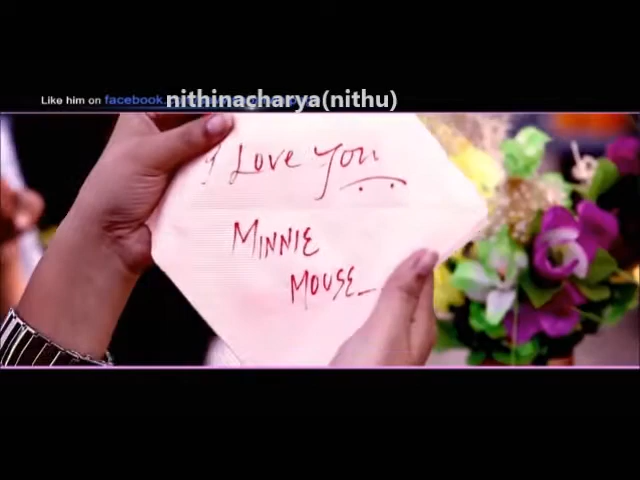 Like him on facebook.
nithinacharya(nithu)
I Love You
MINNIE
MOUSE